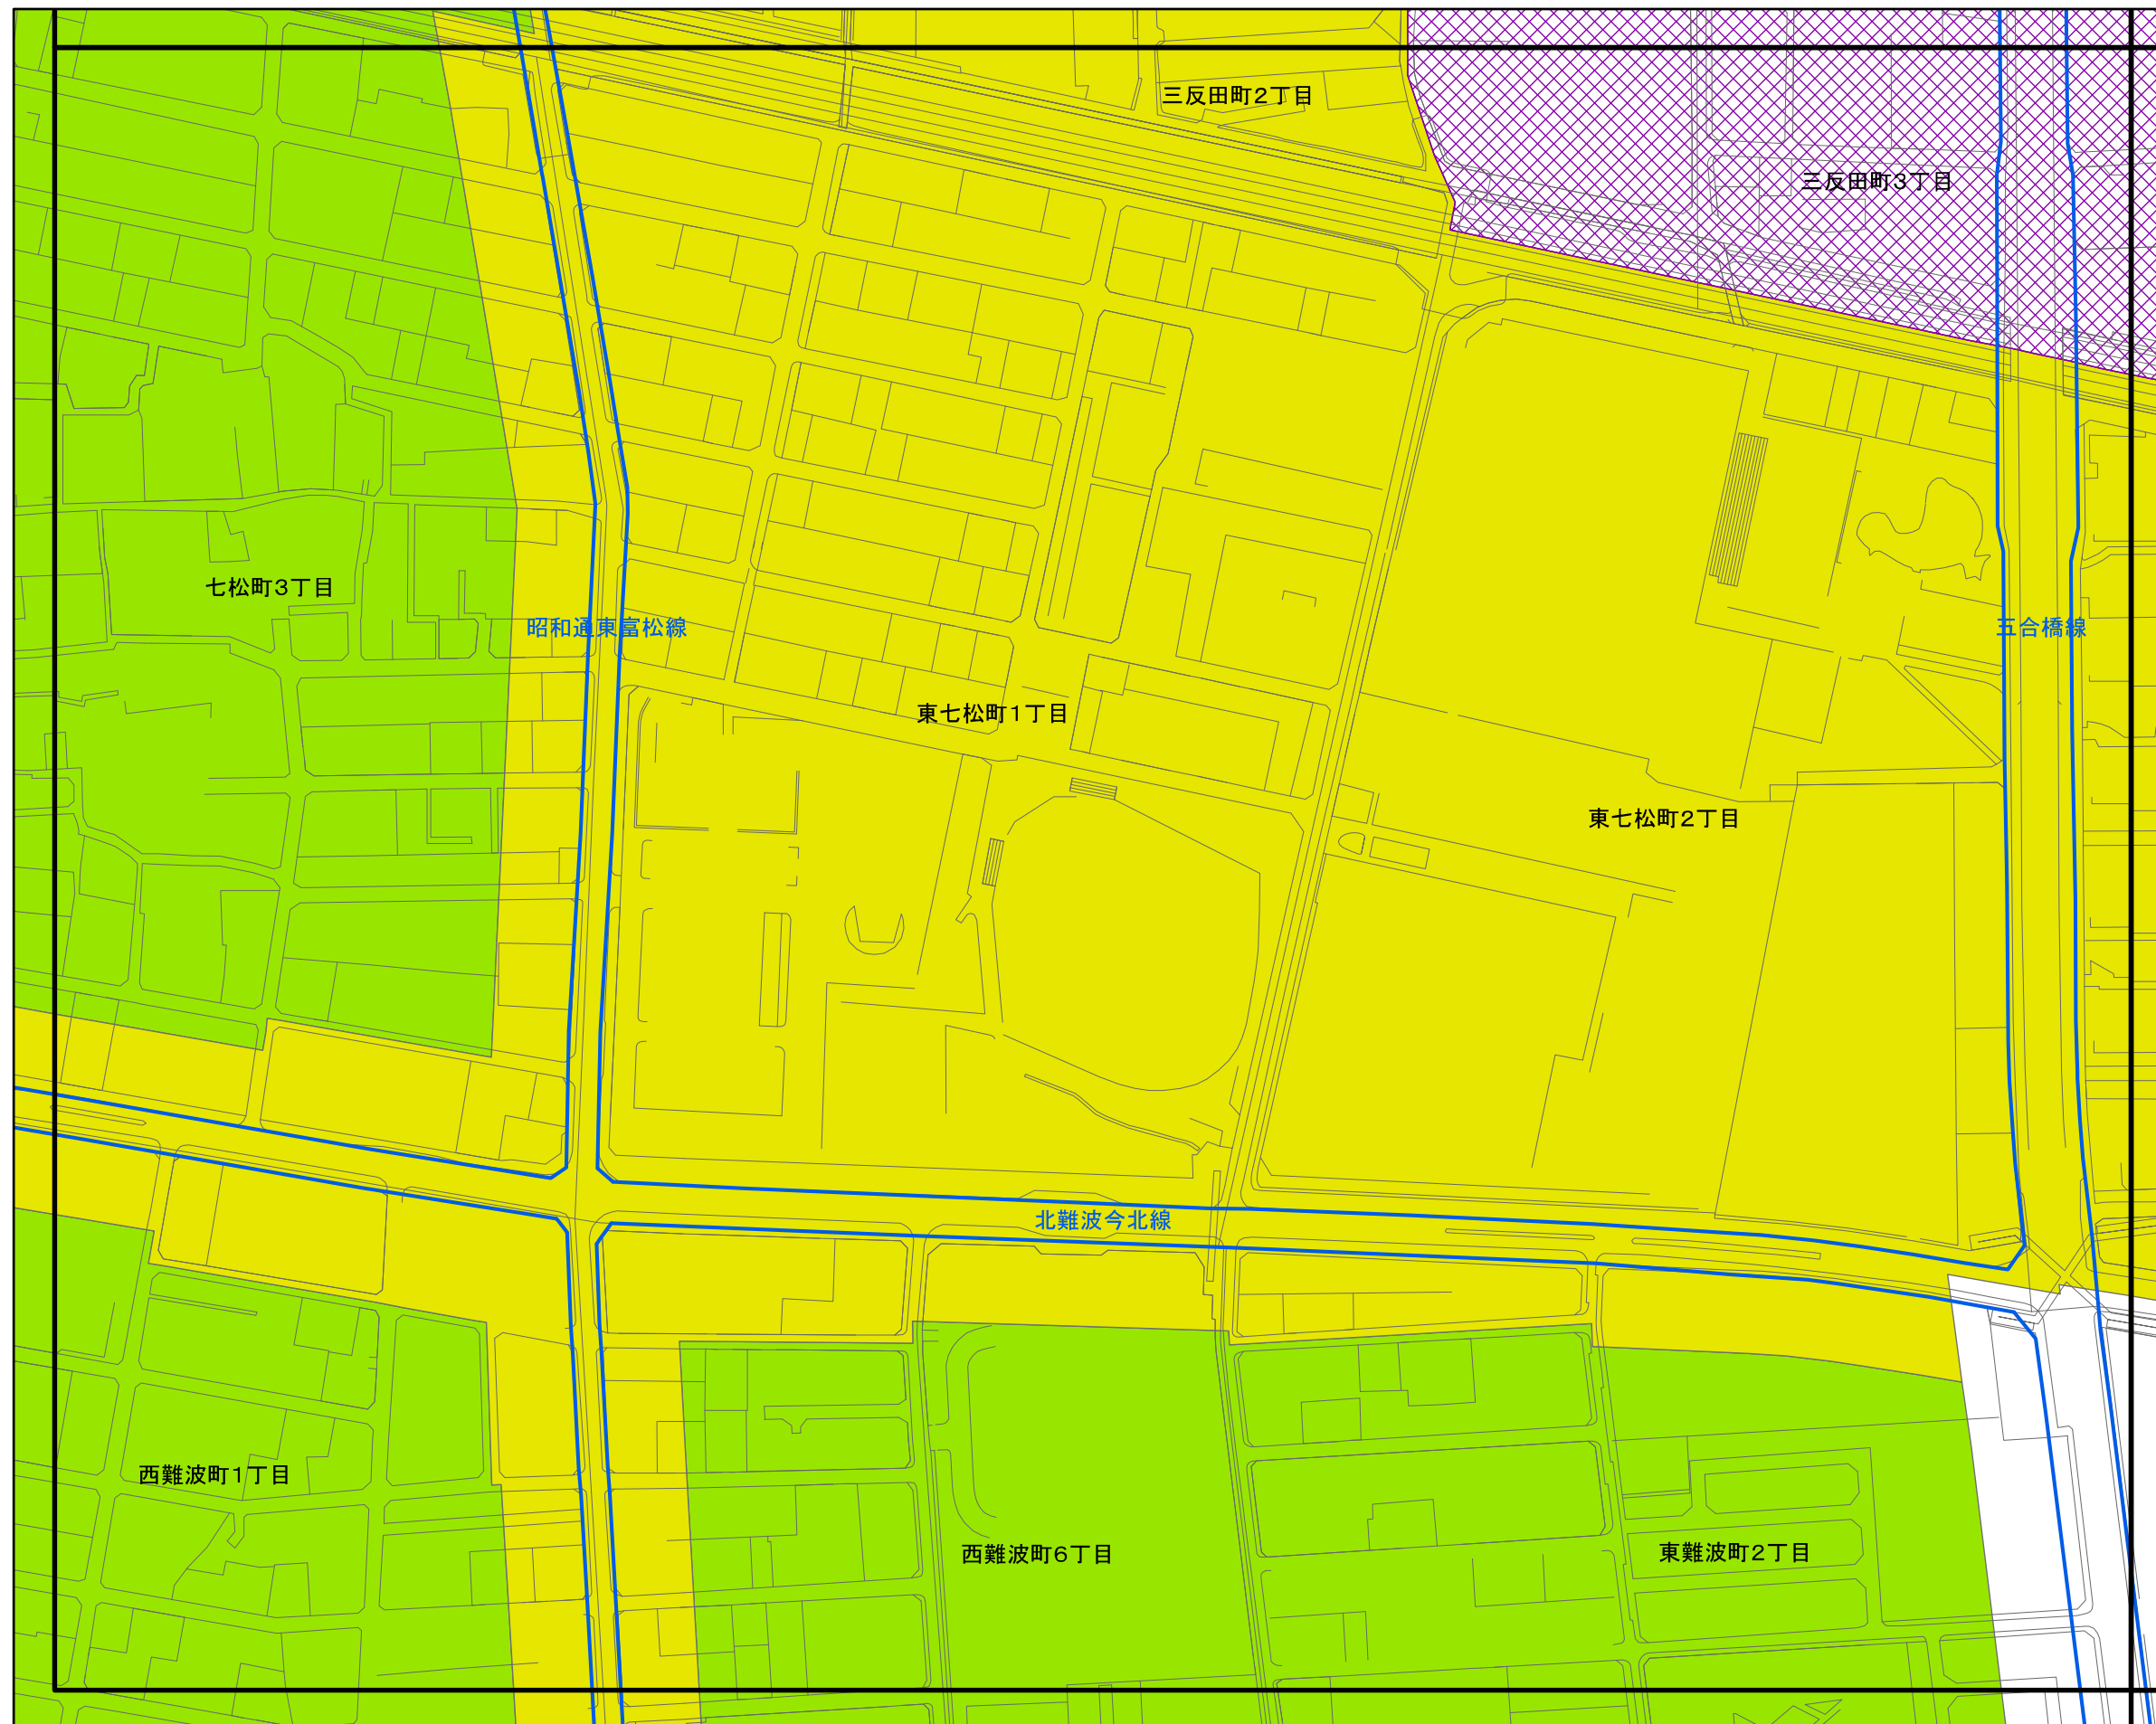 三反田町2丁目
三反田町3丁目
七松町3丁目
昭和通東富松線
五合橋線
東七松町1丁目
東七松町2丁目
北難波今北線
西難波町1丁目
西難波町6丁目
東難波町2丁目